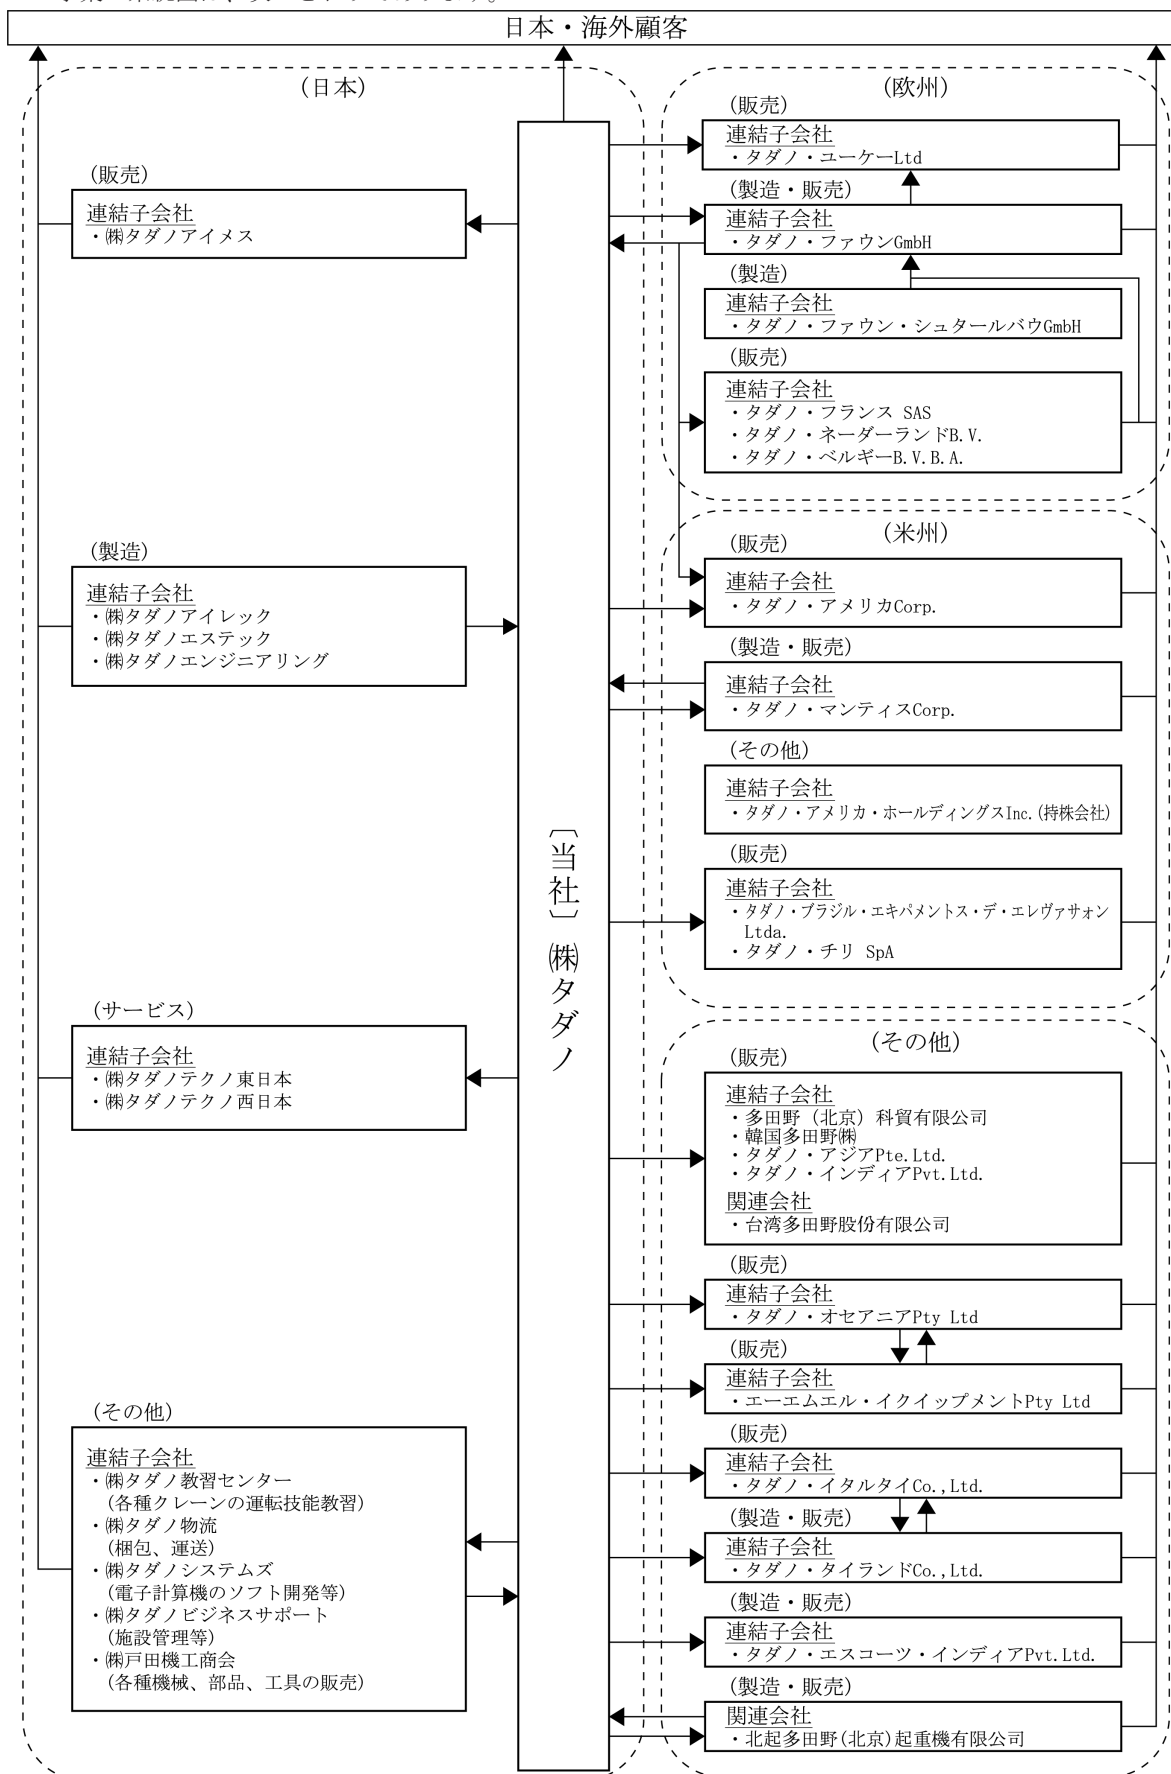 日本・海外顧客
(日本)
(販売)
連結子会社
・㈱タダノアイメス
(製造)
連結子会社
・㈱タダノアイレック
・㈱タダノエステック
・㈱タダノエンジニアリング
(サービス)
連結子会社
・㈱タダノテクノ東日本
・㈱タダノテクノ西日本
(その他)
連結子会社
・㈱タダノ教習センター
(各種クレーンの運転技能教習)
・㈱タダノ物流
(梱包、運送)
・㈱タダノシステムズ
(電子計算機のソフト開発等)
・㈱タダノビジネスサポート
(施設管理等)
・㈱戸田機工商会
(各種機械、部品、工具の販売)
〔当社〕㈱タダノ
(欧州)
(販売)
連結子会社
・タダノ・ユーケーLtd
(製造・販売)
連結子会社
・タダノ・ファウンGmbH
(製造)
連結子会社
・タダノ・ファウン・シュタールバウGmbH
(販売)
連結子会社
・タダノ・フランス SAS
・タダノ・ネーダーランドB.V.
・タダノ・ベルギーB.V.B.A.
(米州)
(販売)
連結子会社
・タダノ・アメリカCorp.
(製造・販売)
連結子会社
・タダノ・マンティスCorp.
(その他)
連結子会社
・タダノ・アメリカ・ホールディングスInc.(持株会社)
(販売)
連結子会社
・タダノ・ブラジル・エキパメントス・デ・エレヴァサォン
Ltda.
・タダノ・チリ SpA
(その他)
(販売)
連結子会社
・多田野（北京）科貿有限公司
・韓国多田野㈱
・タダノ・アジアPte.Ltd.
・タダノ・インディアPvt.Ltd.
関連会社
・台湾多田野股份有限公司
(販売)
連結子会社
・タダノ・オセアニアPty Ltd
(販売)
連結子会社
・エーエムエル・イクイップメントPty Ltd
(販売)
連結子会社
・タダノ・イタルタイCo.,Ltd.
(製造・販売)
連結子会社
・タダノ・タイランドCo.,Ltd.
(製造・販売)
連結子会社
・タダノ・エスコーツ・インディアPvt.Ltd.
(製造・販売)
関連会社
・北起多田野(北京)起重機有限公司